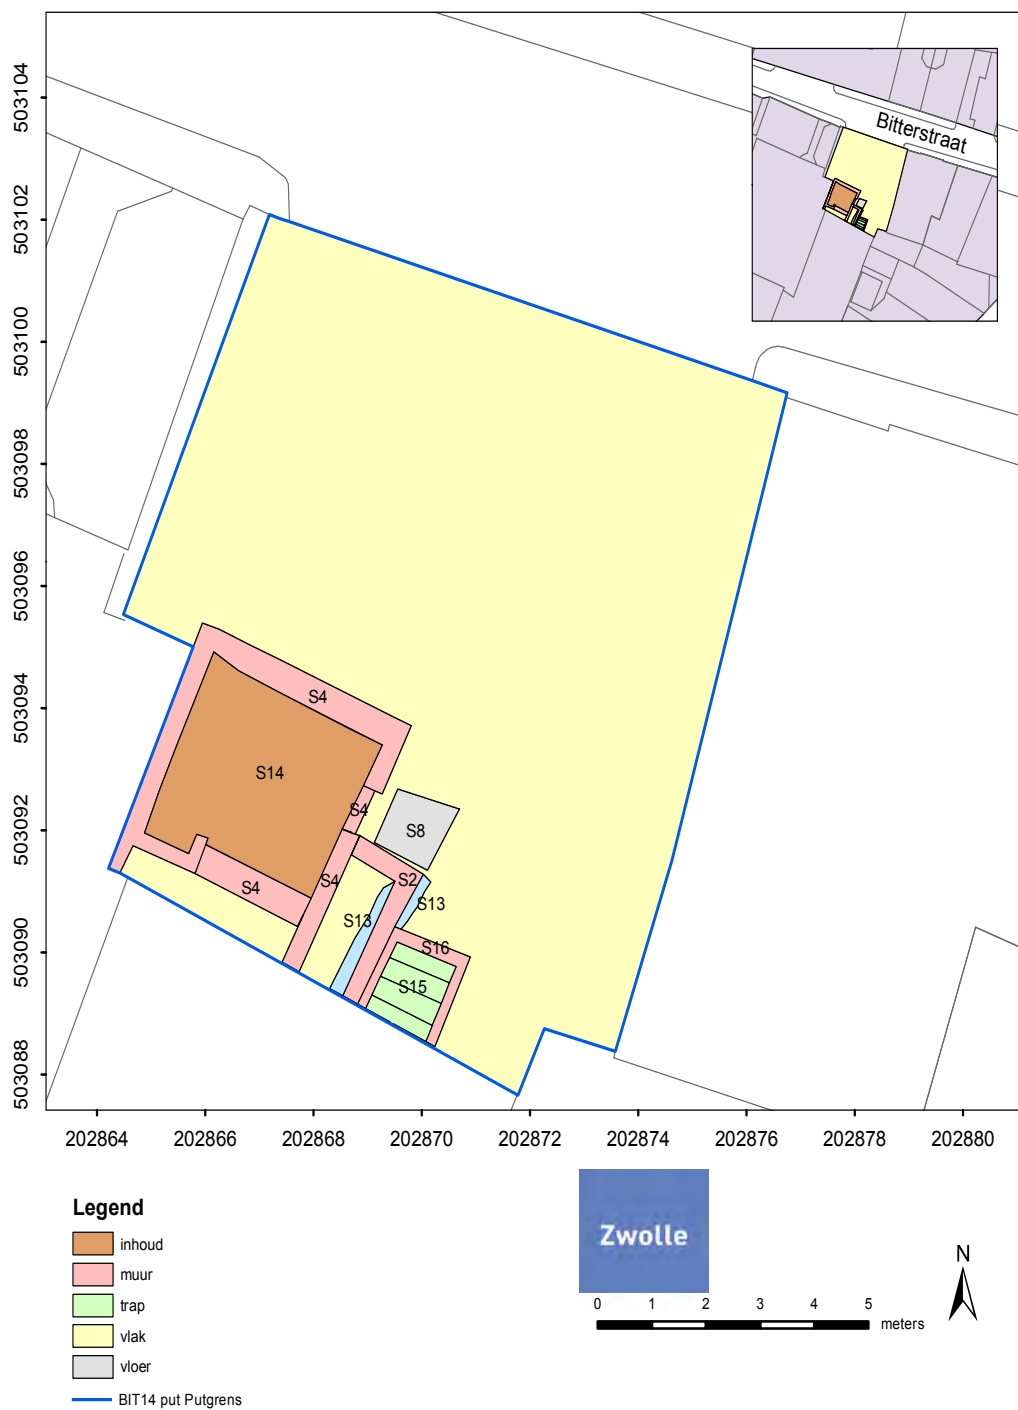 503104
503102
503100
503098
503096
503094
503092
503090
503088
Bitterstraat
S4
S14
S4
S8
S4
S2
S4
S13
S13
S16
S15
202864 202866 202868 202870 202872 202874 202876 202878 202880
Legend
inhoud
muur
trap
vlak
vloer
BIT14 put Putgrens
Zwolle
0 1 2 3 4 5
meters
N